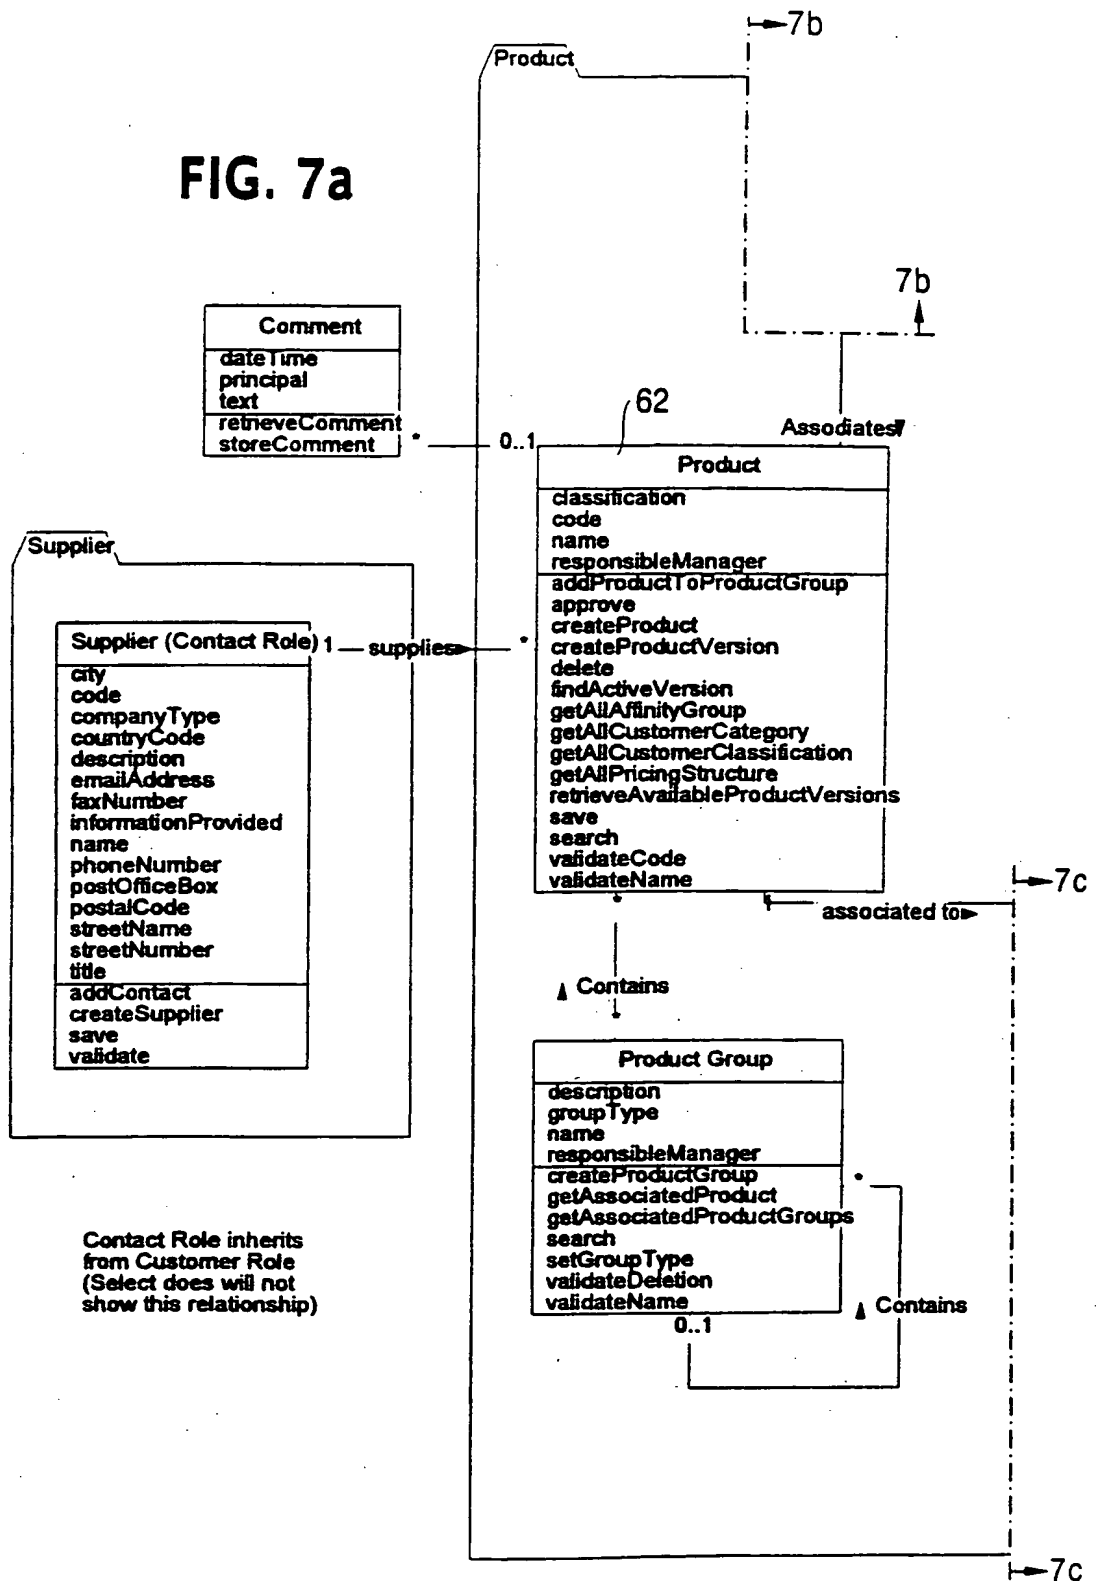 7b
Product
FIG. 7a
7b
Comment
dateTime
principal
text
retrieveComment
storeComment
*
0..1
62
Associates
Product
classification
code
name
responsibleManager
addProductToProductGroup
approve
createProduct
createProductVersion
delete
findActiveVersion
getAllAffinityGroup
getAllCustomerCategory
getAllCustomerClassification
getAllPricingStructure
retrieveAvailableProductVersions
save
search
validateCode
validateName
Supplier
Supplier (Contact Role)
1
supplies
*
city
code
companyType
countryCode
description
emailAddress
faxNumber
informationProvided
name
phoneNumber
postOfficeBox
postalCode
streetName
streetNumber
title
addContact
createSupplier
save
validate
7c
*
1
associated to
Contains
*
Product Group
description
groupType
name
responsibleManager
createProductGroup
getAssociatedProduct
getAssociatedProductGroups
search
setGroupType
validateDeletion
validateName
*
Contains
0..1
Contact Role inherits
from Customer Role
(Select does will not
show this relationship)
7c